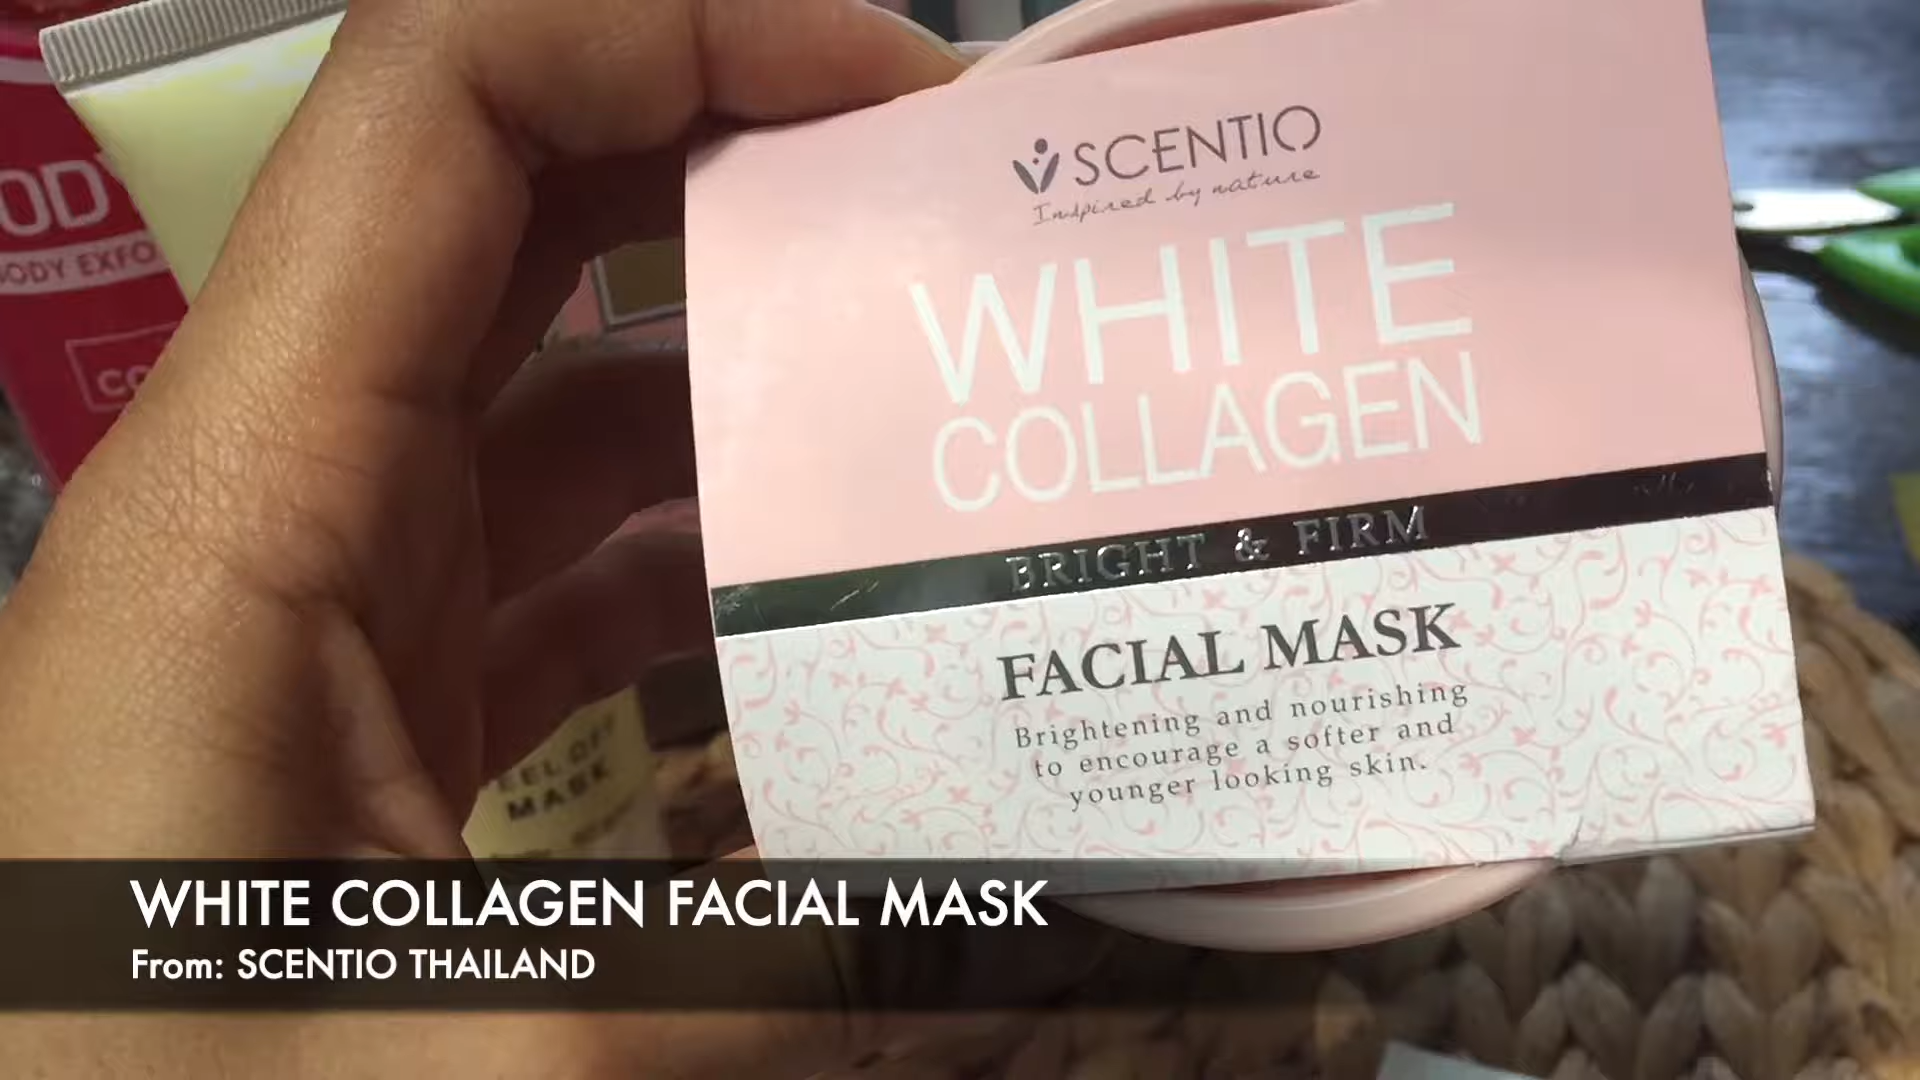 SCENTIO
Inspired by nature
WHITE
COLLAGEN
BRIGHT & FIRM
FACIAL MASK
Brightening and nourishing
to encourage a softer and
younger looking skin.
MASK
WHITE COLLAGEN FACIAL MASK
From: SCENTIO THAILAND